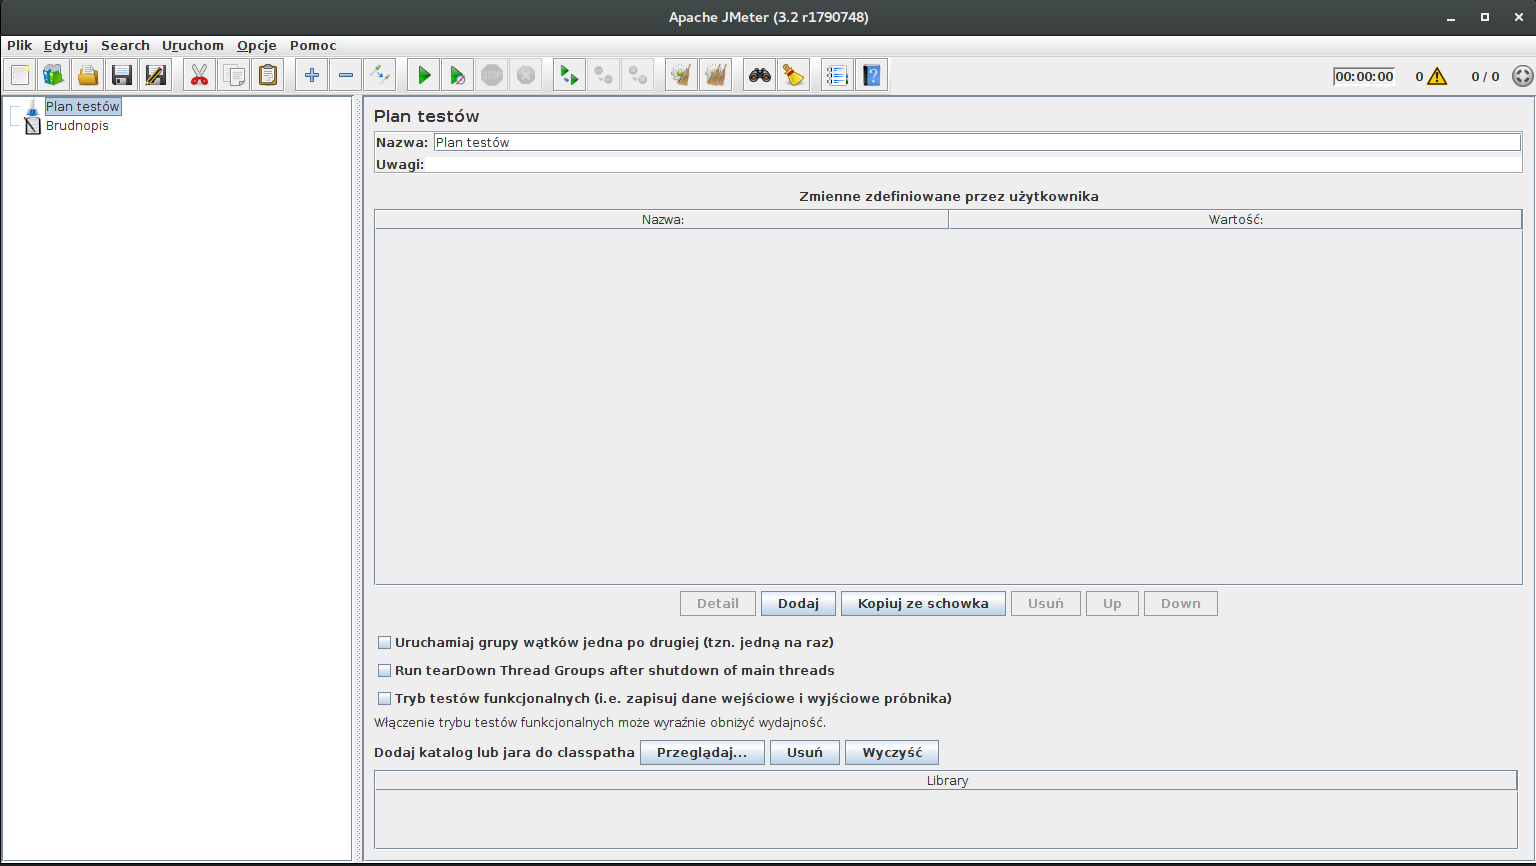 Apache JMeter (3.2 r1790748)
Plik Edytuj Search Uruchom Opcje Pomoc
STOP 00:00:00 0 0 / 0
Plan testów
Brudnopis
Plan testów
Nazwa: Plan testów
Uwagi:
Zmienne zdefiniowane przez użytkownika
Nazwa: Wartość:
Detail Dodaj Kopiuj ze schowka Usuń Up Down
Uruchamiaj grupy wątków jedna po drugiej (tzn. jedną na raz)
Run tearDown Thread Groups after shutdown of main threads
Tryb testów funkcjonalnych (i.e. zapisuj dane wejściowe i wyjściowe próbnika)
Włączenie trybu testów funkcjonalnych może wyraźnie obniżyć wydajność.
Dodaj katalog lub jara do classpatha Przeglądaj... Usuń Wyczyść
Library